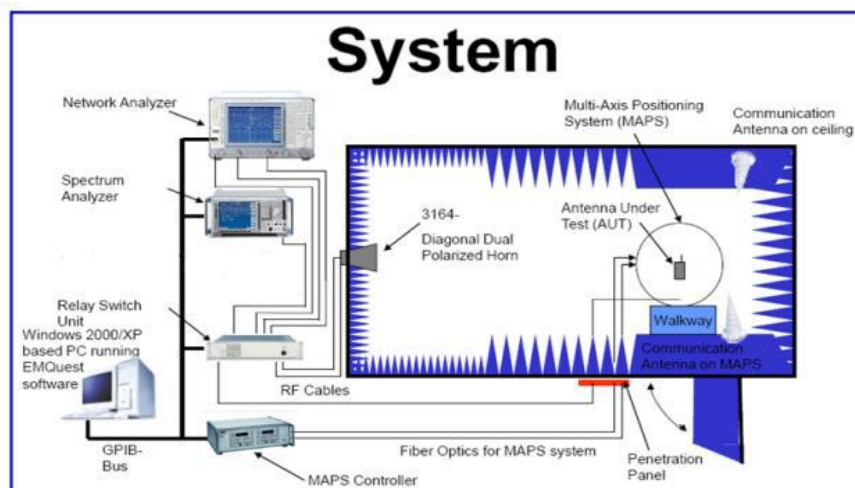 System
Network Analyzer
Multi-Axis Positioning
System (MAPS)
Communication
Antenna on ceiling
Spectrum
Analyzer
3164-
Diagonal Dual
Polarized Horn
Antenna Under
Test (AUT)
Relay Switch
Unit
Windows 2000/XP
based PC running
EMQuest
software
Walkway
Communication
Antenna on MAPS
RF Cables
GPIB-
Bus
Fiber Optics for MAPS system
MAPS Controller
Penetration
Panel